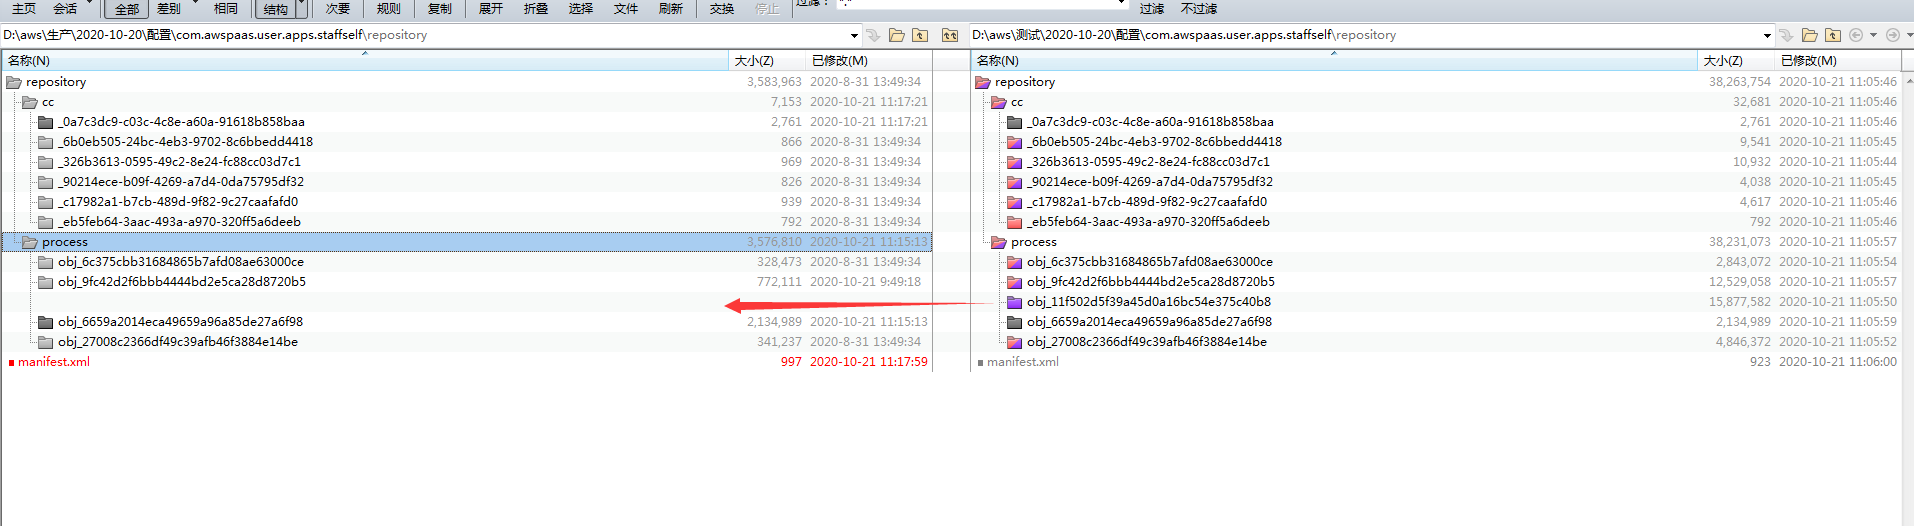 主页 会话 全部 差别 相同 结构 次要 规则 复制 展开 折叠 选择 文件 刷新 交换 停止 过滤: 过滤 不过滤
D:\aws\生产\2020-10-20\配置\com.awspaas.user.apps.staffself\repository D:\aws\测试\2020-10-20\配置\com.awspaas.user.apps.staffself\repository
名称(N) 大小(Z) 已修改(M) 名称(N) 大小(Z) 已修改(M)
repository 3,583,963 2020-8-31 13:49:34 repository 38,263,754 2020-10-21 11:05:46
cc 7,153 2020-10-21 11:17:21 cc 32,681 2020-10-21 11:05:46
_0a7c3dc9-c03c-4c8e-a60a-91618b858baa 2,761 2020-10-21 11:17:21 _0a7c3dc9-c03c-4c8e-a60a-91618b858baa 2,761 2020-10-21 11:05:46
_6b0eb505-24bc-4eb3-9702-8c6bbedd4418 866 2020-8-31 13:49:34 _6b0eb505-24bc-4eb3-9702-8c6bbedd4418 9,541 2020-10-21 11:05:45
_326b3613-0595-49c2-8e24-fc88cc03d7c1 969 2020-8-31 13:49:34 _326b3613-0595-49c2-8e24-fc88cc03d7c1 10,932 2020-10-21 11:05:44
_90214ece-b09f-4269-a7d4-0da75795df32 826 2020-8-31 13:49:34 _90214ece-b09f-4269-a7d4-0da75795df32 4,038 2020-10-21 11:05:45
_c17982a1-b7cb-489d-9f82-9c27caafafd0 939 2020-8-31 13:49:34 _c17982a1-b7cb-489d-9f82-9c27caafafd0 4,617 2020-10-21 11:05:46
_eb5feb64-3aac-493a-a970-320ff5a6deeb 792 2020-8-31 13:49:34 _eb5feb64-3aac-493a-a970-320ff5a6deeb 792 2020-10-21 11:05:46
process 3,576,810 2020-10-21 11:15:13 process 38,231,073 2020-10-21 11:05:57
obj_6c375cbb31684865b7afd08ae63000ce 328,473 2020-8-31 13:49:34 obj_6c375cbb31684865b7afd08ae63000ce 2,843,072 2020-10-21 11:05:54
obj_9fc42d2f6bbb4444bd2e5ca28d8720b5 772,111 2020-10-21 9:49:18 obj_9fc42d2f6bbb4444bd2e5ca28d8720b5 12,529,058 2020-10-21 11:05:57
obj_11f502d5f39a45d0a16bc54e375c40b8 15,877,582 2020-10-21 11:05:50
obj_6659a2014eca49659a96a85de27a6f98 2,134,989 2020-10-21 11:15:13 obj_6659a2014eca49659a96a85de27a6f98 2,134,989 2020-10-21 11:05:59
obj_27008c2366df49c39afb46f3884e14be 341,237 2020-8-31 13:49:34 obj_27008c2366df49c39afb46f3884e14be 4,846,372 2020-10-21 11:05:52
manifest.xml 997 2020-10-21 11:17:59 manifest.xml 923 2020-10-21 11:06:00